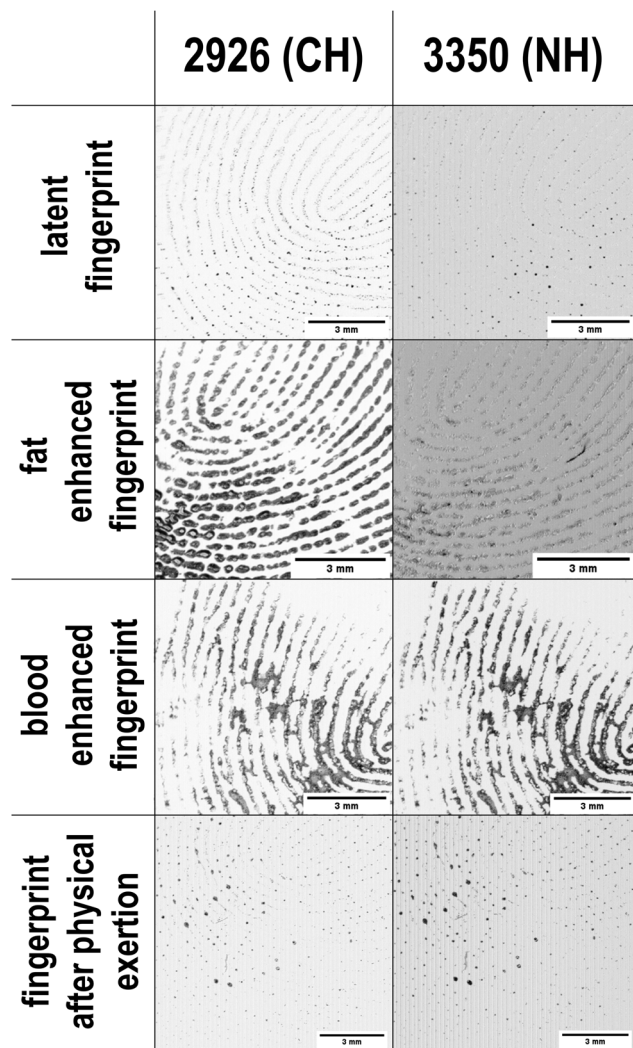 2926 (CH)
3350 (NH)
latent
fingerprint
3 mm
3 mm
fat
enhanced
fingerprint
3 mm
3 mm
blood
enhanced
fingerprint
3 mm
3 mm
fingerprint
after physical
exertion
3 mm
3 mm